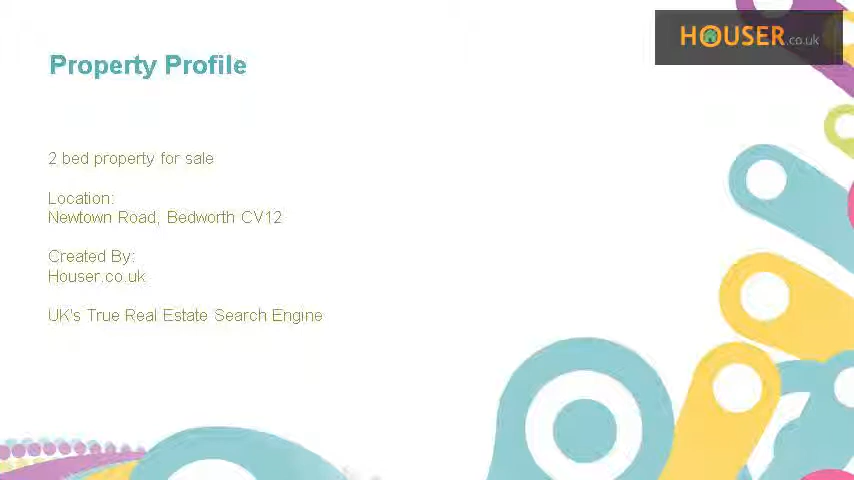 HOUSER.co.uk
Property Profile
2 bed property for sale
Location:
Newtown Road, Bedworth CV12
Created By:
Houser.co.uk
UK's True Real Estate Search Engine